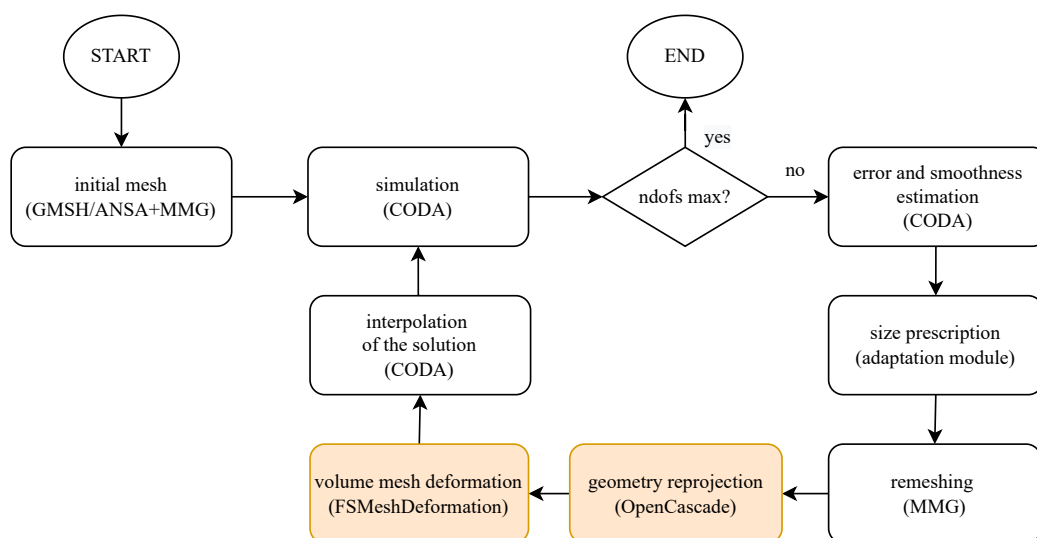 START
END
yes
initial mesh
(GMSH/ANSA+MMG)
simulation
(CODA)
ndofs max?
no
error and smoothness
estimation
(CODA)
interpolation
of the solution
(CODA)
size prescription
(adaptation module)
volume mesh deformation
(FSMeshDeformation)
geometry reprojection
(OpenCascade)
remeshing
(MMG)